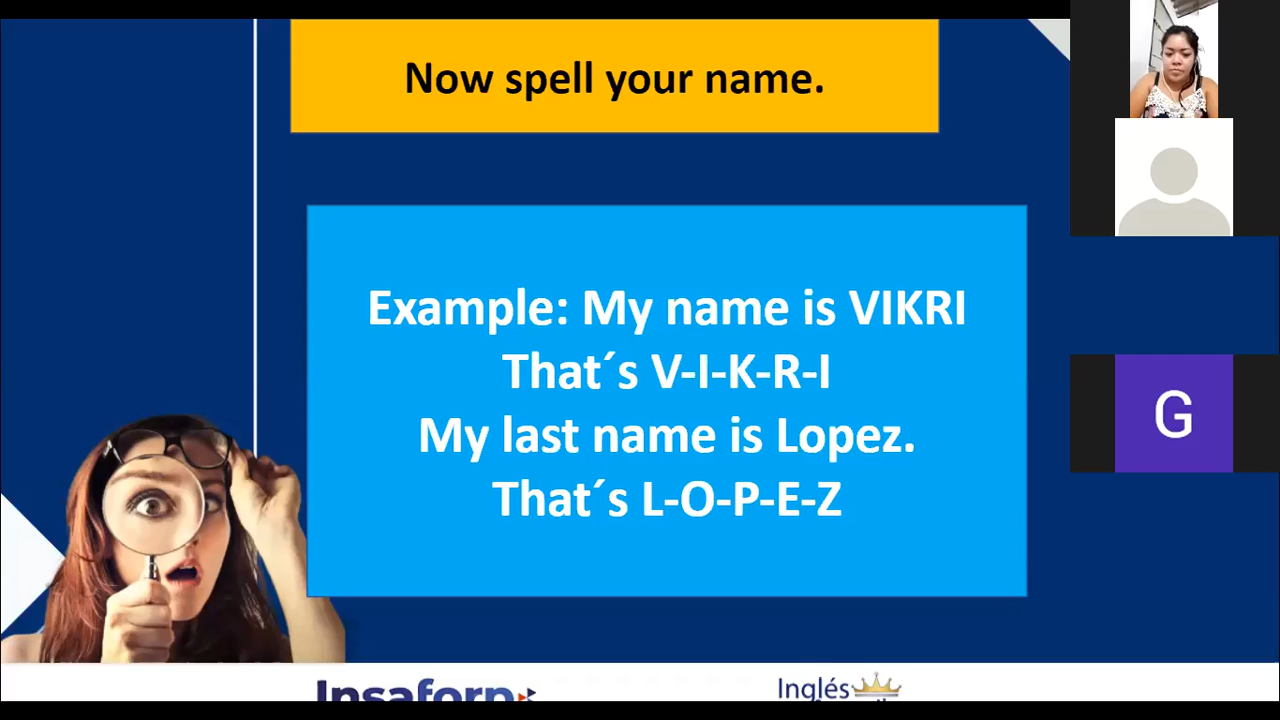 Now spell your name.
Example: My name is VIKRI
That´s V-I-K-R-I
My last name is Lopez.
That´s L-O-P-E-Z
G
Insaforp
Inglés